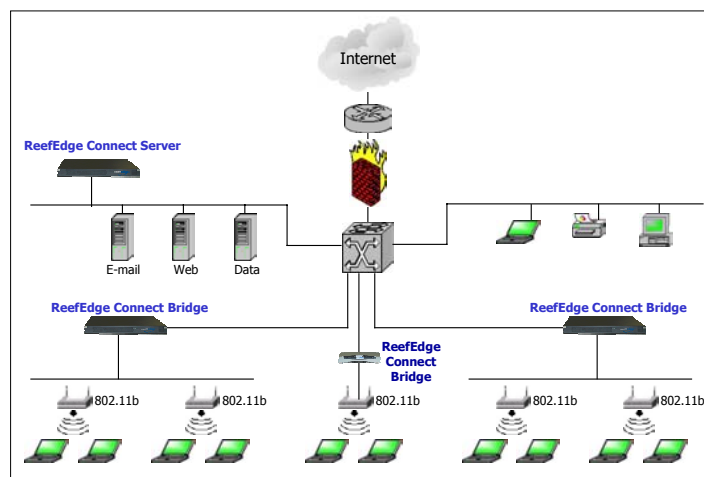 Internet
ReefEdge Connect Server
E-mail Web Data
ReefEdge Connect Bridge
ReefEdge Connect Bridge
ReefEdge
Connect
Bridge
802.11b 802.11b 802.11b 802.11b 802.11b